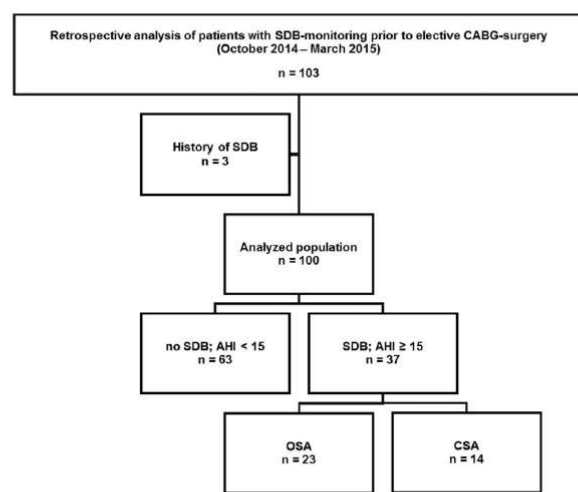 Retrospective analysis of patients with SDB-monitoring prior to elective CABG-surgery
(October 2014 – March 2015)
n = 103
History of SDB
n = 3
Analyzed population
n = 100
no SDB; AHI < 15
n = 63
SDB; AHI ≥ 15
n = 37
OSA
n = 23
CSA
n = 14